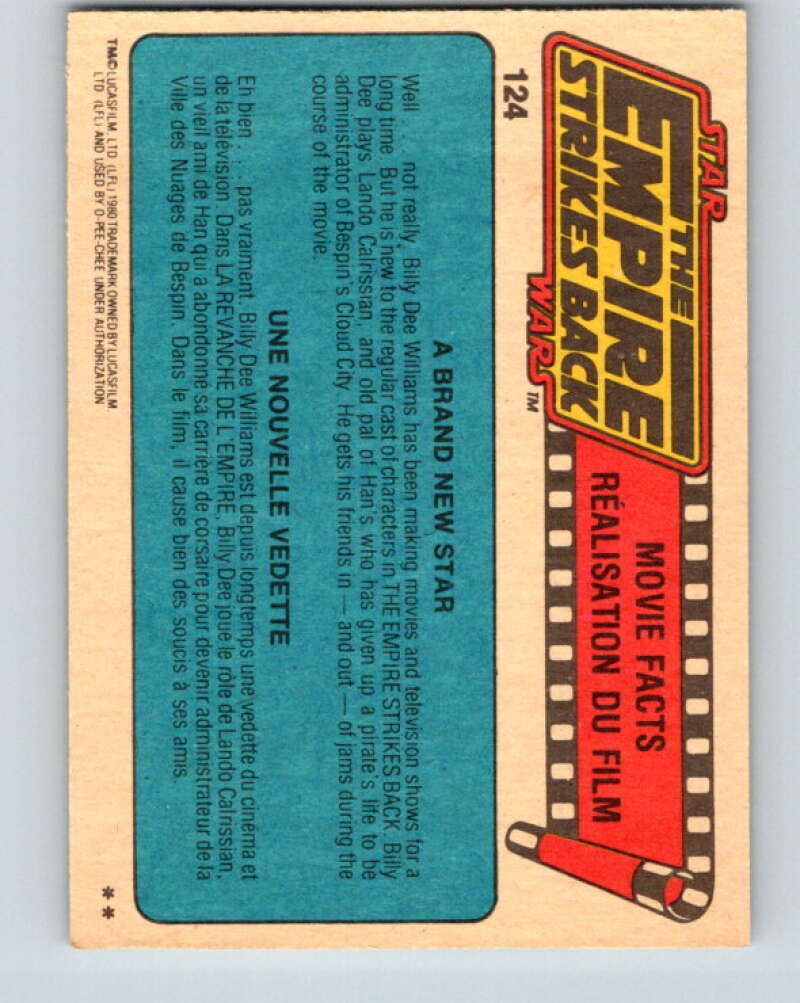 STAR
THE
EMPIRE
STRIKES BACK
WARS™
MOVIE FACTS
RÉALISATION DU FILM
124
A BRAND NEW STAR
Well . . . not really, Billy Dee Williams has been making movies and television shows for a
long time. But he is new to the regular cast of characters in THE EMPIRE STRIKES BACK. Billy
Dee plays Lando Calrissian, and old pal of Han's who has given up a pirate's life to be
administrator of Bespin's Cloud City. He gets his friends in — and out — of jams during the
course of the movie.
UNE NOUVELLE VEDETTE
Eh bien . . . pas vraiment. Billy Dee Williams est depuis longtemps une vedette du cinéma et
de la télévision. Dans LA REVANCHE DE L'EMPIRE, Billy Dee joue le rôle de Lando Calrissian,
un vieil ami de Han qui a abondonné sa carrière de corsaire pour devenir administrateur de la
Ville des Nuages de Bespin. Dans le film, il cause bien des soucis à ses amis.
TM©LUCASFILM, LTD. (LFL) 1980 TRADEMARK OWNED BY LUCASFILM,
LTD. (LFL) AND USED BY O-PEE-CHEE UNDER AUTHORIZATION
**